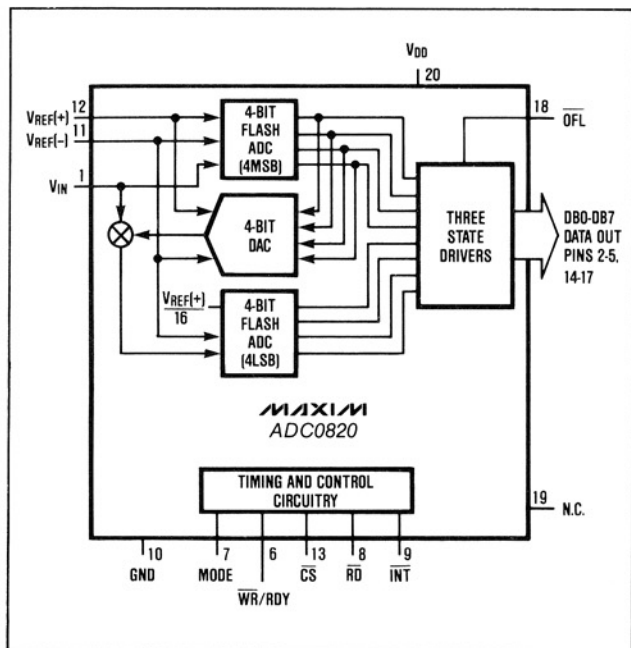 VDD
20
12
VREF(+)
11
VREF(-)
1
VIN
4-BIT
FLASH
ADC
(4MSB)
18
OFL
4-BIT
DAC
THREE
STATE
DRIVERS
DB0-DB7
DATA OUT
PINS 2-5,
14-17
VREF(+)
16
4-BIT
FLASH
ADC
(4LSB)
MAXIM
ADC0820
TIMING AND CONTROL
CIRCUITRY
19
N.C.
10
7
6
13
8
9
GND
MODE
WR/RDY
CS
RD
INT